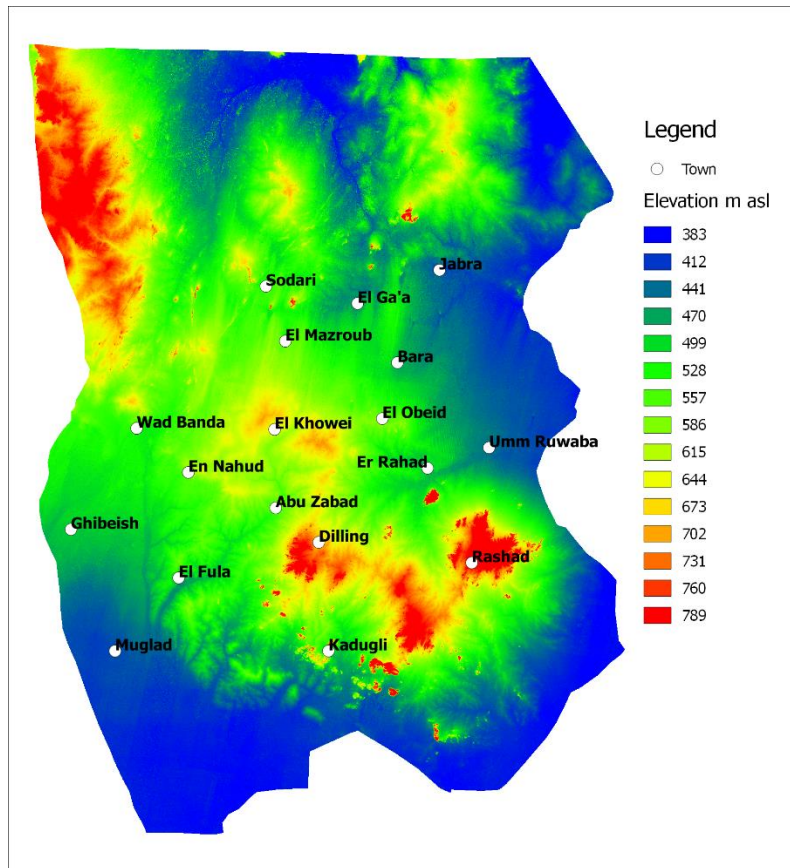 Legend
Town
Elevation m asl
383
412
441
470
499
528
557
586
615
644
673
702
731
760
789
Jabra
Sodari
El Ga'a
El Mazroub
Bara
El Obeid
Wad Banda
El Khowei
Umm Ruwaba
Er Rahad
En Nahud
Abu Zabad
Ghibeish
Dilling
Rashad
El Fula
Muglad
Kadugli